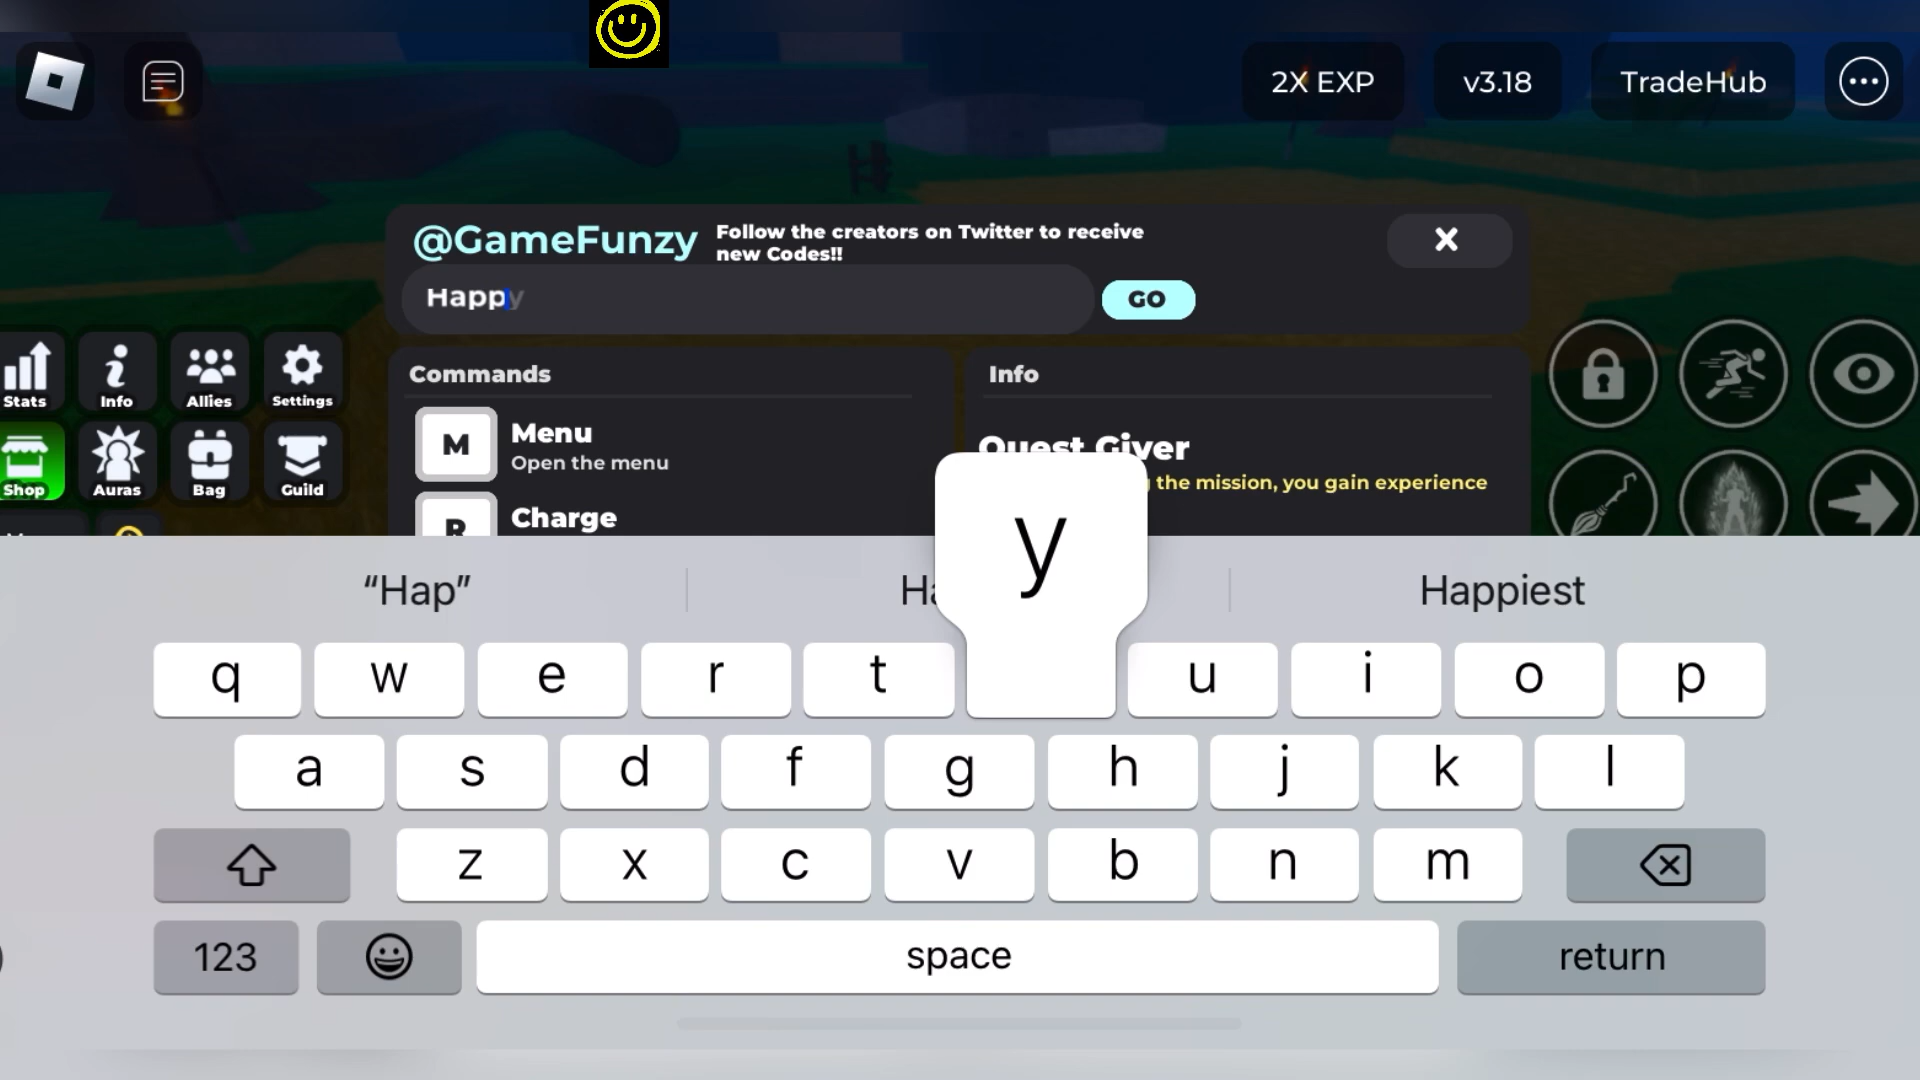 2X EXP
v3.18
TradeHub
@GameFunzy
Follow the creators on Twitter to receive
new Codes!!
X
Happy
GO
Stats
Info
Allies
Settings
Shop
Auras
Bag
Guild
Commands
M
Menu
Open the menu
R
Charge
Info
Quest Giver
the mission, you gain experience
“Hap”
Happiest
y
q w e r t u i o p
a s d f g h j k l
z x c v b n m
123
space
return